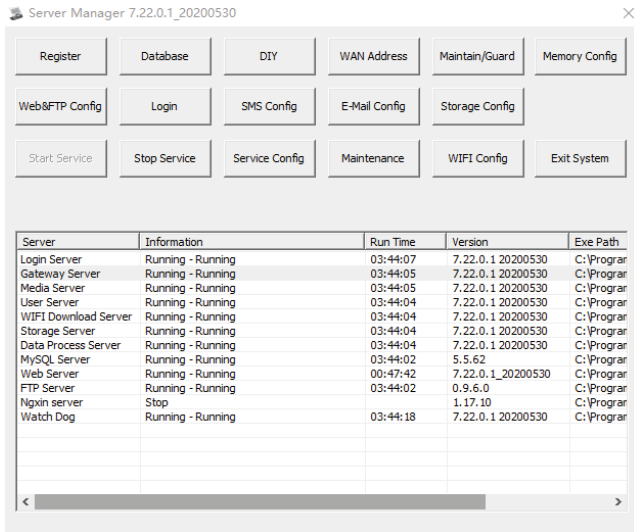 Server Manager 7.22.0.1_20200530
Register Database DIY WAN Address Maintain/Guard Memory Config
Web&FTP Config Login SMS Config E-Mail Config Storage Config
Start Service Stop Service Service Config Maintenance WIFI Config Exit System
Server Information Run Time Version Exe Path
Login Server Running - Running 03:44:07 7.22.0.1 20200530 C:\Progran
Gateway Server Running - Running 03:44:05 7.22.0.1 20200530 C:\Progran
Media Server Running - Running 03:44:05 7.22.0.1 20200530 C:\Progran
User Server Running - Running 03:44:04 7.22.0.1 20200530 C:\Progran
WIFI Download Server Running - Running 03:44:04 7.22.0.1 20200530 C:\Progran
Storage Server Running - Running 03:44:04 7.22.0.1 20200530 C:\Progran
Data Process Server Running - Running 03:44:04 7.22.0.1 20200530 C:\Progran
MySQL Server Running - Running 03:44:02 5.5.62 C:\Progran
Web Server Running - Running 00:47:42 7.22.0.1_20200530 C:\Progran
FTP Server Running - Running 03:44:02 0.9.6.0 C:\Progran
Ngxin server Stop 1.17.10 C:\Progran
Watch Dog Running - Running 03:44:18 7.22.0.1 20200530 C:\Progran